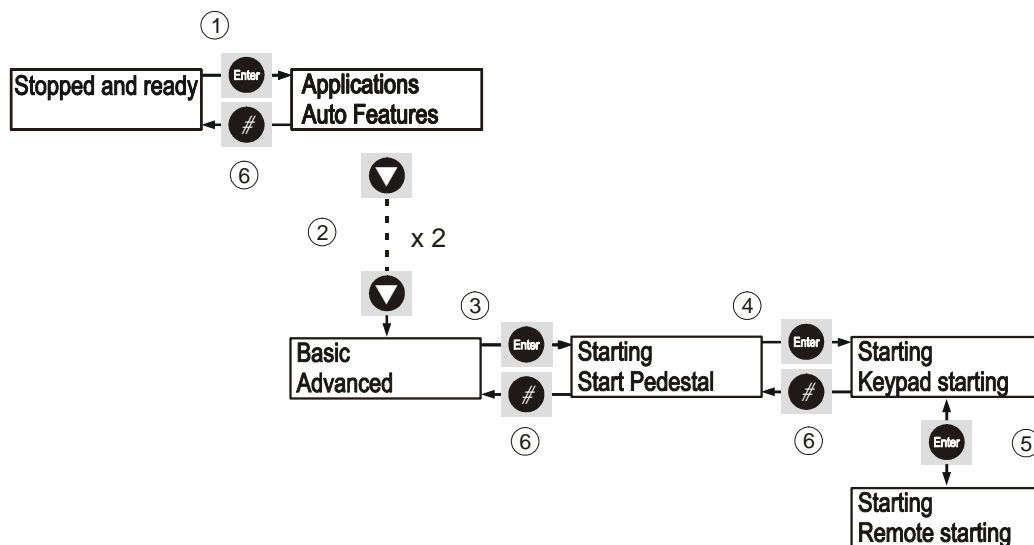 1
Enter
Stopped and ready
Applications
Auto Features
#
6
2
x 2
3
4
Enter
Enter
Basic
Advanced
Starting
Start Pedestal
Starting
Keypad starting
#
#
6
6
Enter
5
Starting
Remote starting